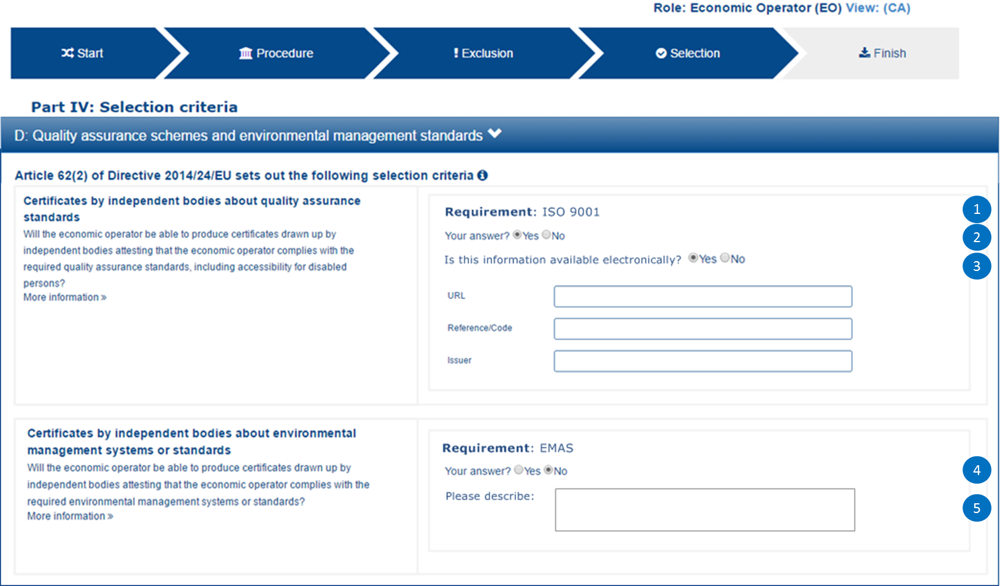 Role: Economic Operator (EO) View: (CA)
Start
Procedure
Exclusion
Selection
Finish
Part IV: Selection criteria
D: Quality assurance schemes and environmental management standards
Article 62(2) of Directive 2014/24/EU sets out the following selection criteria
Certificates by independent bodies about quality assurance
standards
Will the economic operator be able to produce certificates drawn up by
independent bodies attesting that the economic operator complies with the
required quality assurance standards, including accessibility for disabled
persons?
More information »
Requirement: ISO 9001
1
Your answer? Yes No
2
Is this information available electronically? Yes No
3
URL
Reference/Code
Issuer
Certificates by independent bodies about environmental
management systems or standards
Will the economic operator be able to produce certificates drawn up by
independent bodies attesting that the economic operator complies with the
required environmental management systems or standards?
More information »
Requirement: EMAS
Your answer? Yes No
4
Please describe:
5